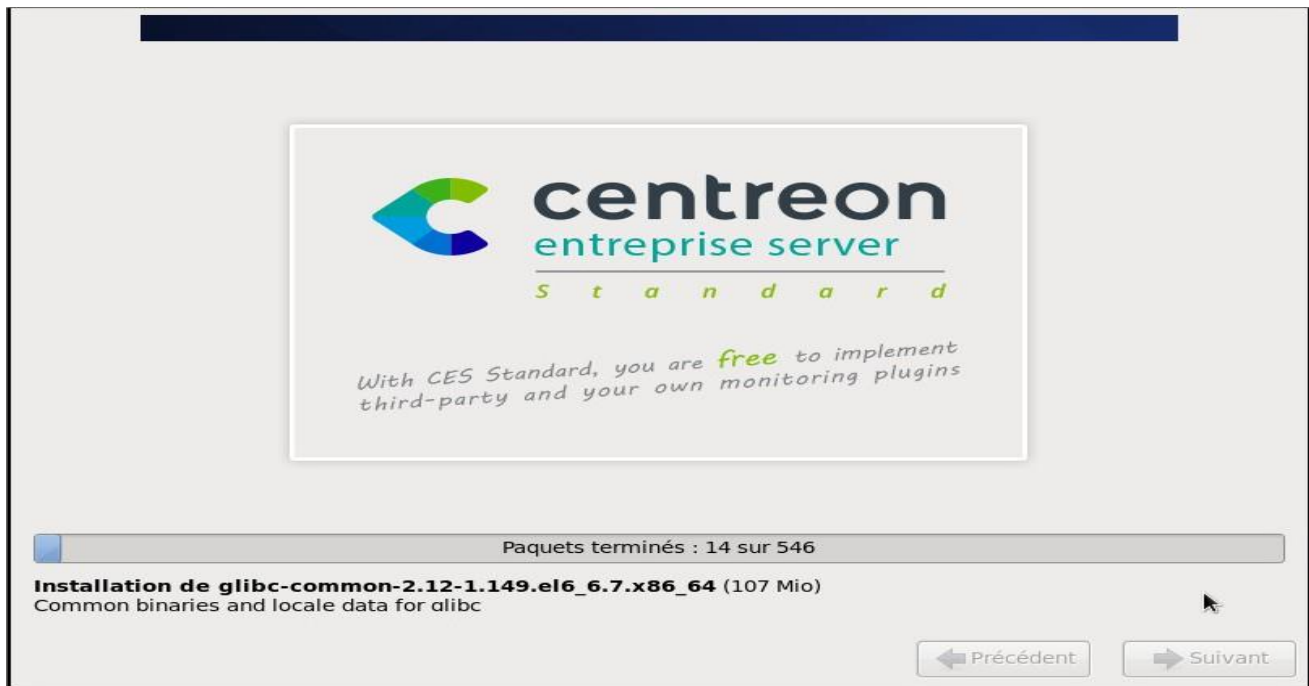 centreon
entreprise server
Standard
With CES Standard, you are free to implement
third-party and your own monitoring plugins
Paquets terminés : 14 sur 546
Installation de glibc-common-2.12-1.149.el6_6.7.x86_64 (107 Mio)
Common binaries and locale data for glibc
Précédent
Suivant